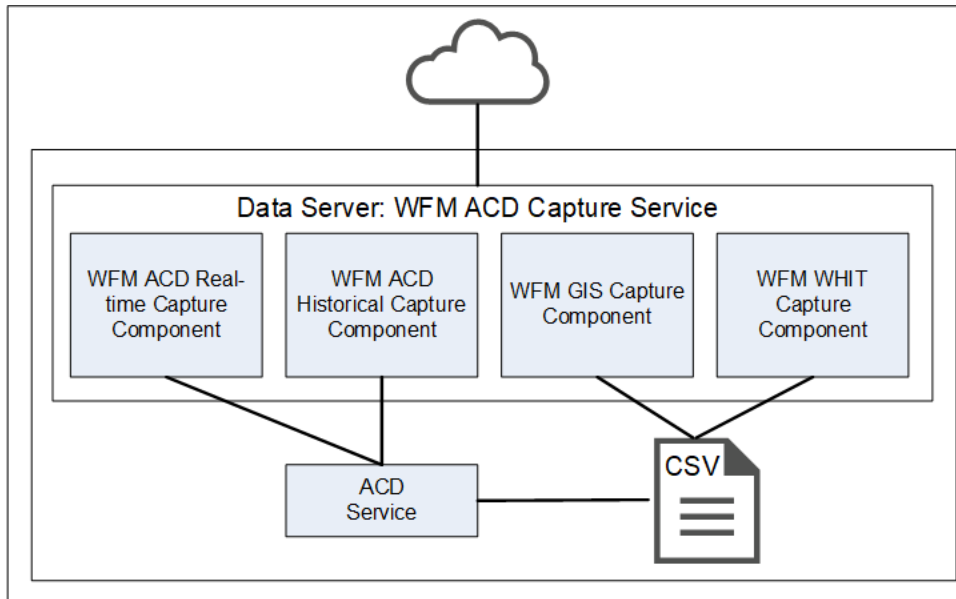 Data Server: WFM ACD Capture Service
WFM ACD Real-
time Capture
Component
WFM ACD
Historical Capture
Component
WFM GIS Capture
Component
WFM WHIT
Capture
Component
ACD
Service
CSV